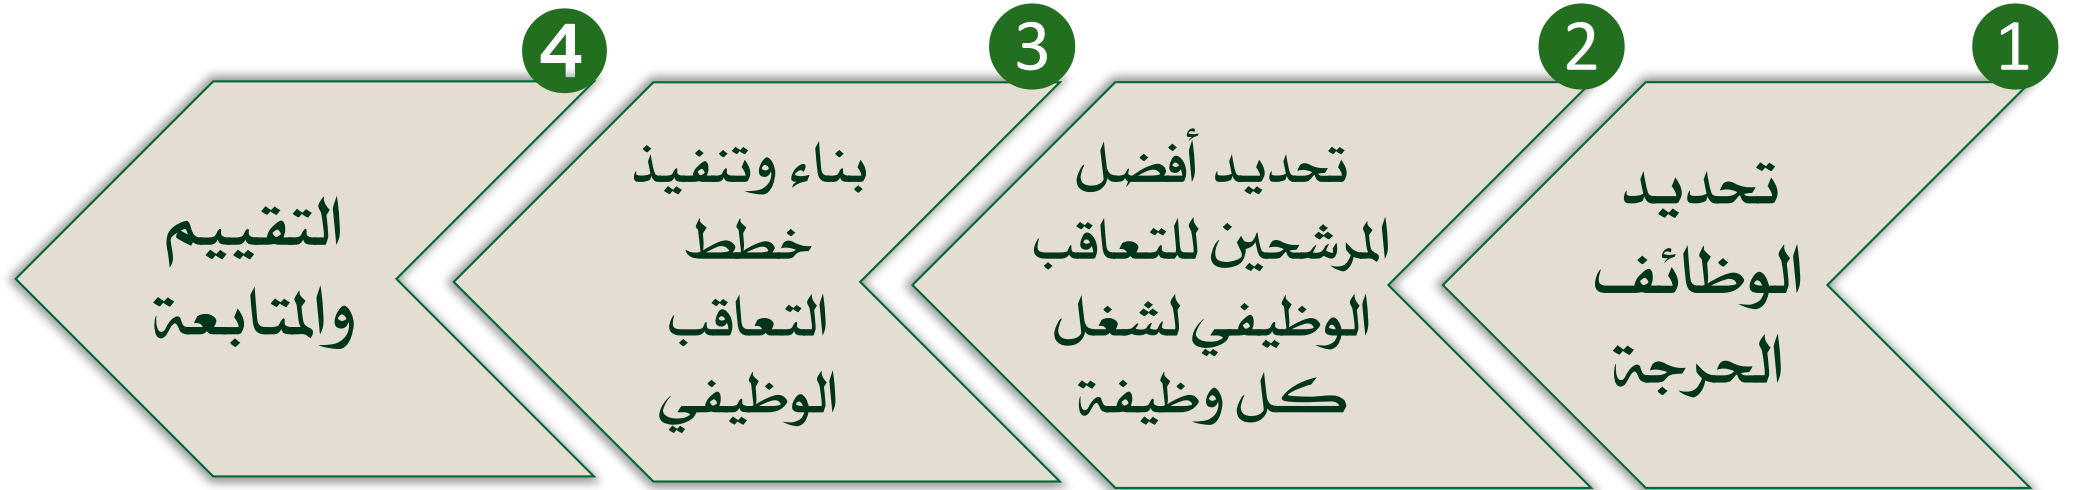 1
تحديد
الوظائف
الحرجة
2
تحديد أفضل
المرشحين للتعاقب
الوظيفي لشغل
كل وظيفة
3
بناء وتنفيذ
خطط
التعاقب
الوظيفي
4
التقييم
والمتابعة